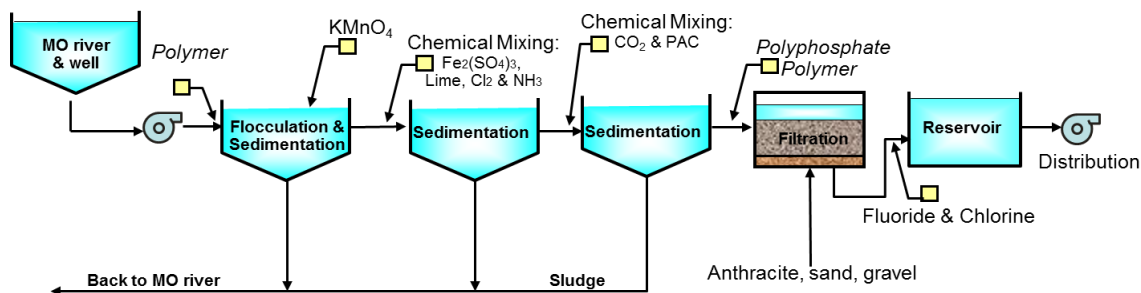 MO river
& well
Polymer
KMnO₄
Flocculation &
Sedimentation
Chemical Mixing:
Fe₂(SO₄)₃,
Lime, Cl₂ & NH₃
Sedimentation
Chemical Mixing:
CO₂ & PAC
Sedimentation
Polyphosphate
Polymer
Filtration
Reservoir
Distribution
Fluoride & Chlorine
Anthracite, sand, gravel
Back to MO river
Sludge